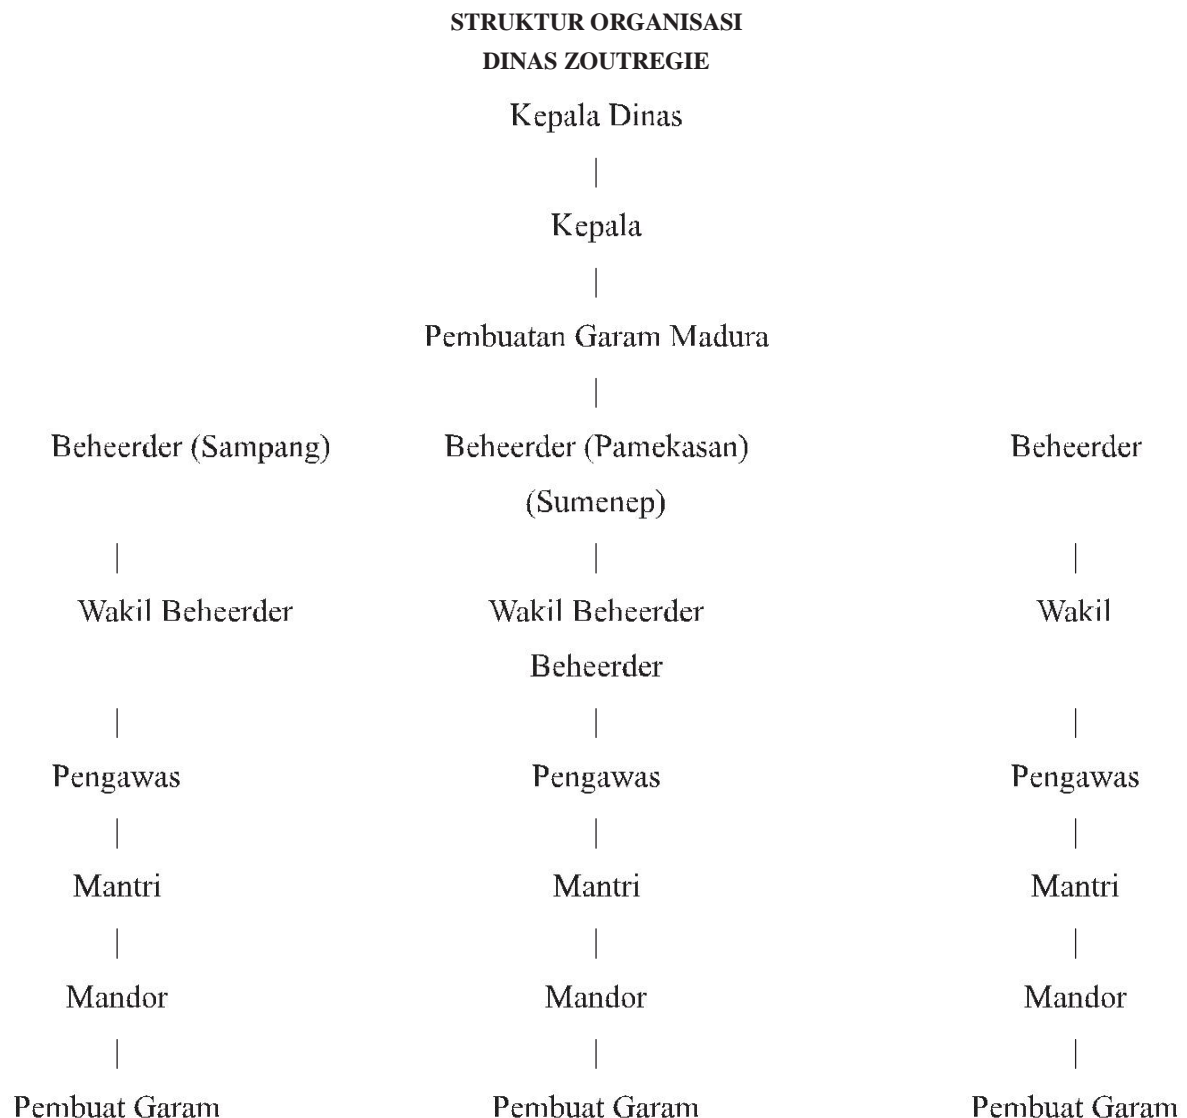 STRUKTUR ORGANISASI
DINAS ZOUTREGIE
Kepala Dinas
|
Kepala
|
Pembuatan Garam Madura
|
Beheerder (Sampang) Beheerder (Pamekasan) Beheerder
(Sumenep)
| | |
Wakil Beheerder Wakil Beheerder Wakil
Beheerder
| | |
Pengawas Pengawas Pengawas
| | |
Mantri Mantri Mantri
| | |
Mandor Mandor Mandor
| | |
Pembuat Garam Pembuat Garam Pembuat Garam